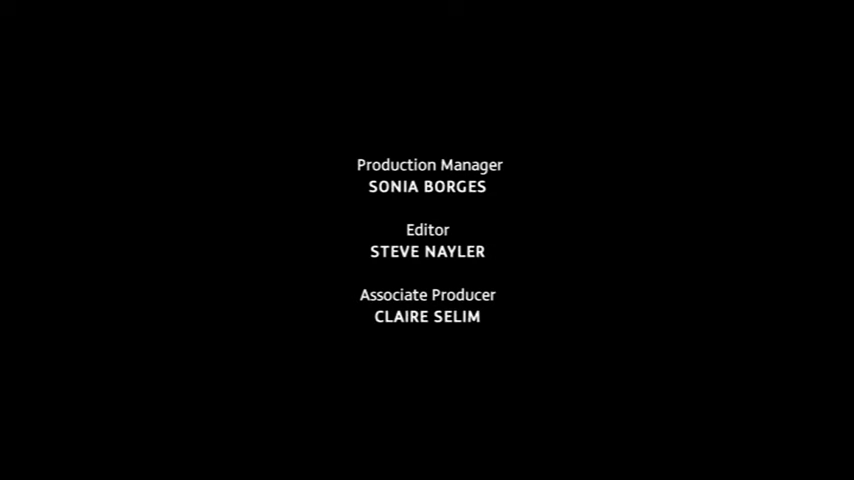 Production Manager
SONIA BORGES
Editor
STEVE NAYLER
Associate Producer
CLAIRE SELIM